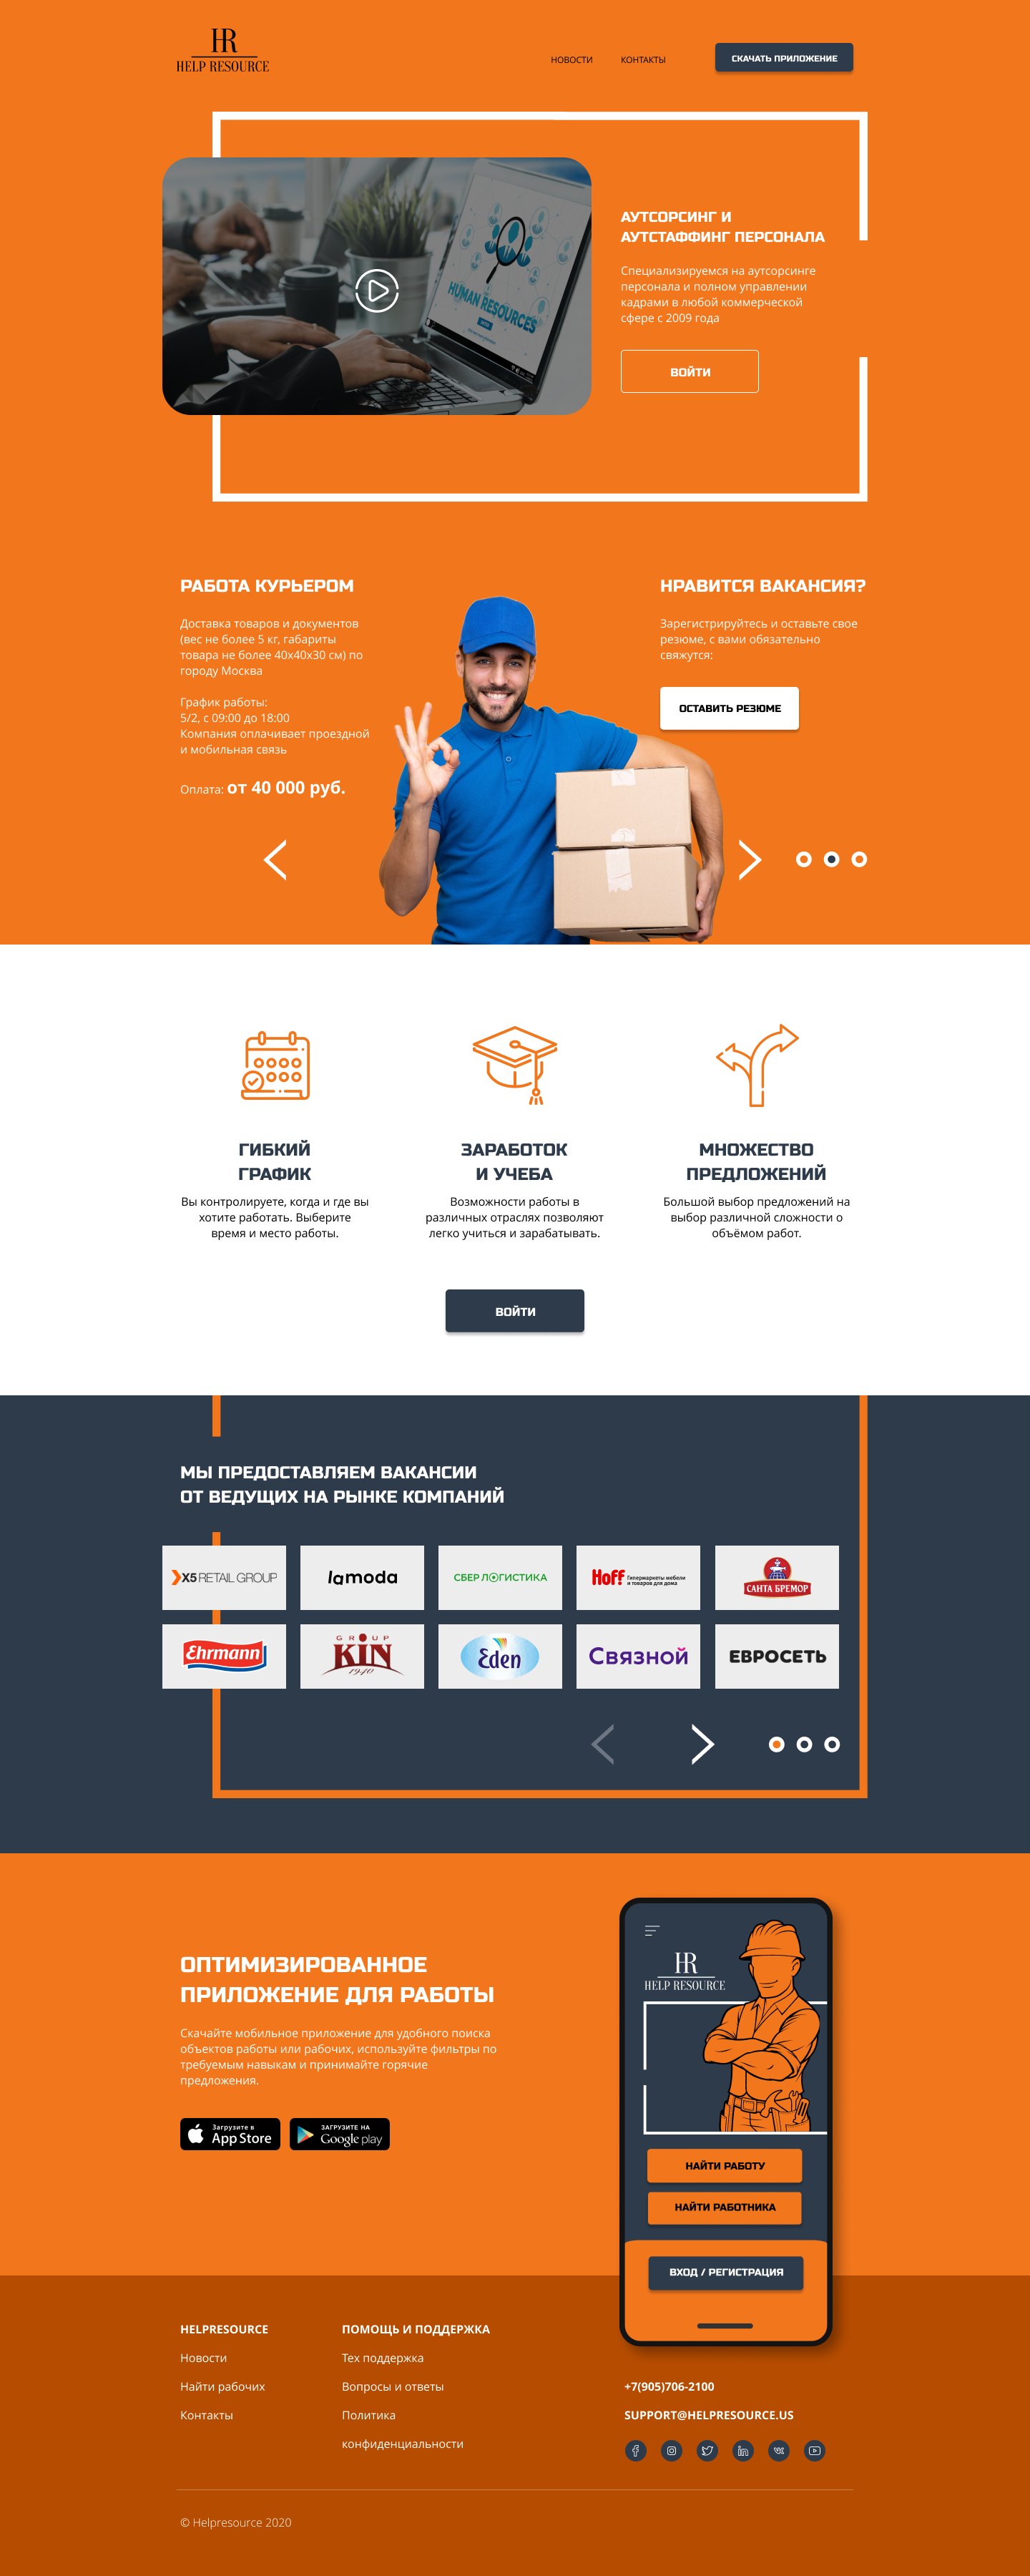 HR
HELP RESOURCE
НОВОСТИ
КОНТАКТЫ
СКАЧАТЬ ПРИЛОЖЕНИЕ
HUMAN RESOURCES
АУТСОРСИНГ И
АУТСТАФФИНГ ПЕРСОНАЛА
Специализируемся на аутсорсинге
персонала и полном управлении
кадрами в любой коммерческой
сфере с 2009 года
ВОЙТИ
РАБОТА КУРЬЕРОМ
Доставка товаров и документов
(вес не более 5 кг, габариты
товара не более 40х40х30 см) по
городу Москва
График работы:
5/2, с 09:00 до 18:00
Компания оплачивает проездной
и мобильная связь
Оплата: от 40 000 руб.
НРАВИТСЯ ВАКАНСИЯ?
Зарегистрируйтесь и оставьте свое
резюме, с вами обязательно
свяжутся:
ОСТАВИТЬ РЕЗЮМЕ
ГИБКИЙ
ГРАФИК
Вы контролируете, когда и где вы
хотите работать. Выберите
время и место работы.
ЗАРАБОТОК
И УЧЕБА
Возможности работы в
различных отраслях позволяют
легко учиться и зарабатывать.
МНОЖЕСТВО
ПРЕДЛОЖЕНИЙ
Большой выбор предложений на
выбор различной сложности о
объёмом работ.
ВОЙТИ
МЫ ПРЕДОСТАВЛЯЕМ ВАКАНСИИ
ОТ ВЕДУЩИХ НА РЫНКЕ КОМПАНИЙ
X5 RETAIL GROUP
lamoda
СБЕР ЛОГИСТИКА
Hoff Гипермаркеты мебели
и товаров для дома
САНТА БРЕМОР
Ehrmann
GROUP
KIN
1940
Eden
Связной
ЕВРОСЕТЬ
ОПТИМИЗИРОВАННОЕ
ПРИЛОЖЕНИЕ ДЛЯ РАБОТЫ
Скачайте мобильное приложение для удобного поиска
объектов работы или рабочих, используйте фильтры по
требуемым навыкам и принимайте горячие
предложения.
Загрузите в
App Store
ЗАГРУЗИТЕ НА
Google play
HR
HELP RESOURCE
НАЙТИ РАБОТУ
НАЙТИ РАБОТНИКА
ВХОД / РЕГИСТРАЦИЯ
HELPRESOURCE
Новости
Найти рабочих
Контакты
ПОМОЩЬ И ПОДДЕРЖКА
Тех поддержка
Вопросы и ответы
Политика
конфиденциальности
+7(905)706-2100
SUPPORT@HELPRESOURCE.US
© Helpresource 2020